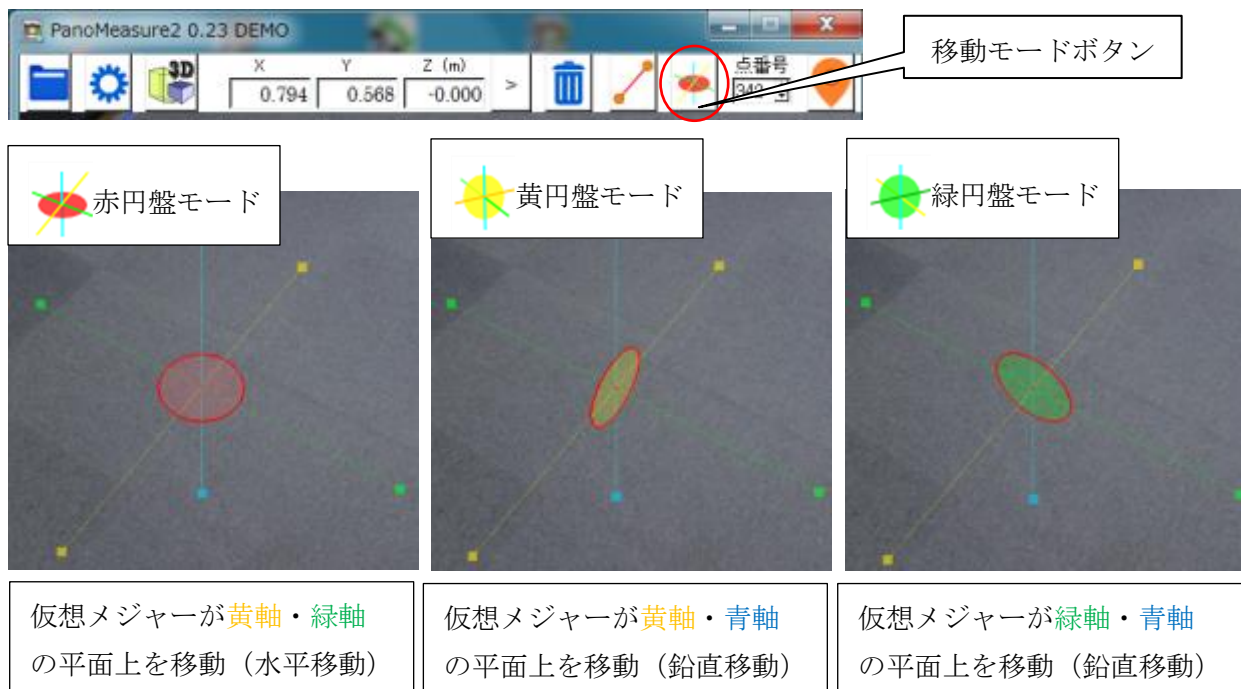 PanoMeasure2 0.23 DEMO
移動モードボタン
3D
X Y Z (m)
点番号
0.794 0.568 -0.000 >
342
赤円盤モード
黄円盤モード
緑円盤モード
仮想メジャーが黄軸・緑軸
の平面上を移動（水平移動）
仮想メジャーが黄軸・青軸
の平面上を移動（鉛直移動）
仮想メジャーが緑軸・青軸
の平面上を移動（鉛直移動）